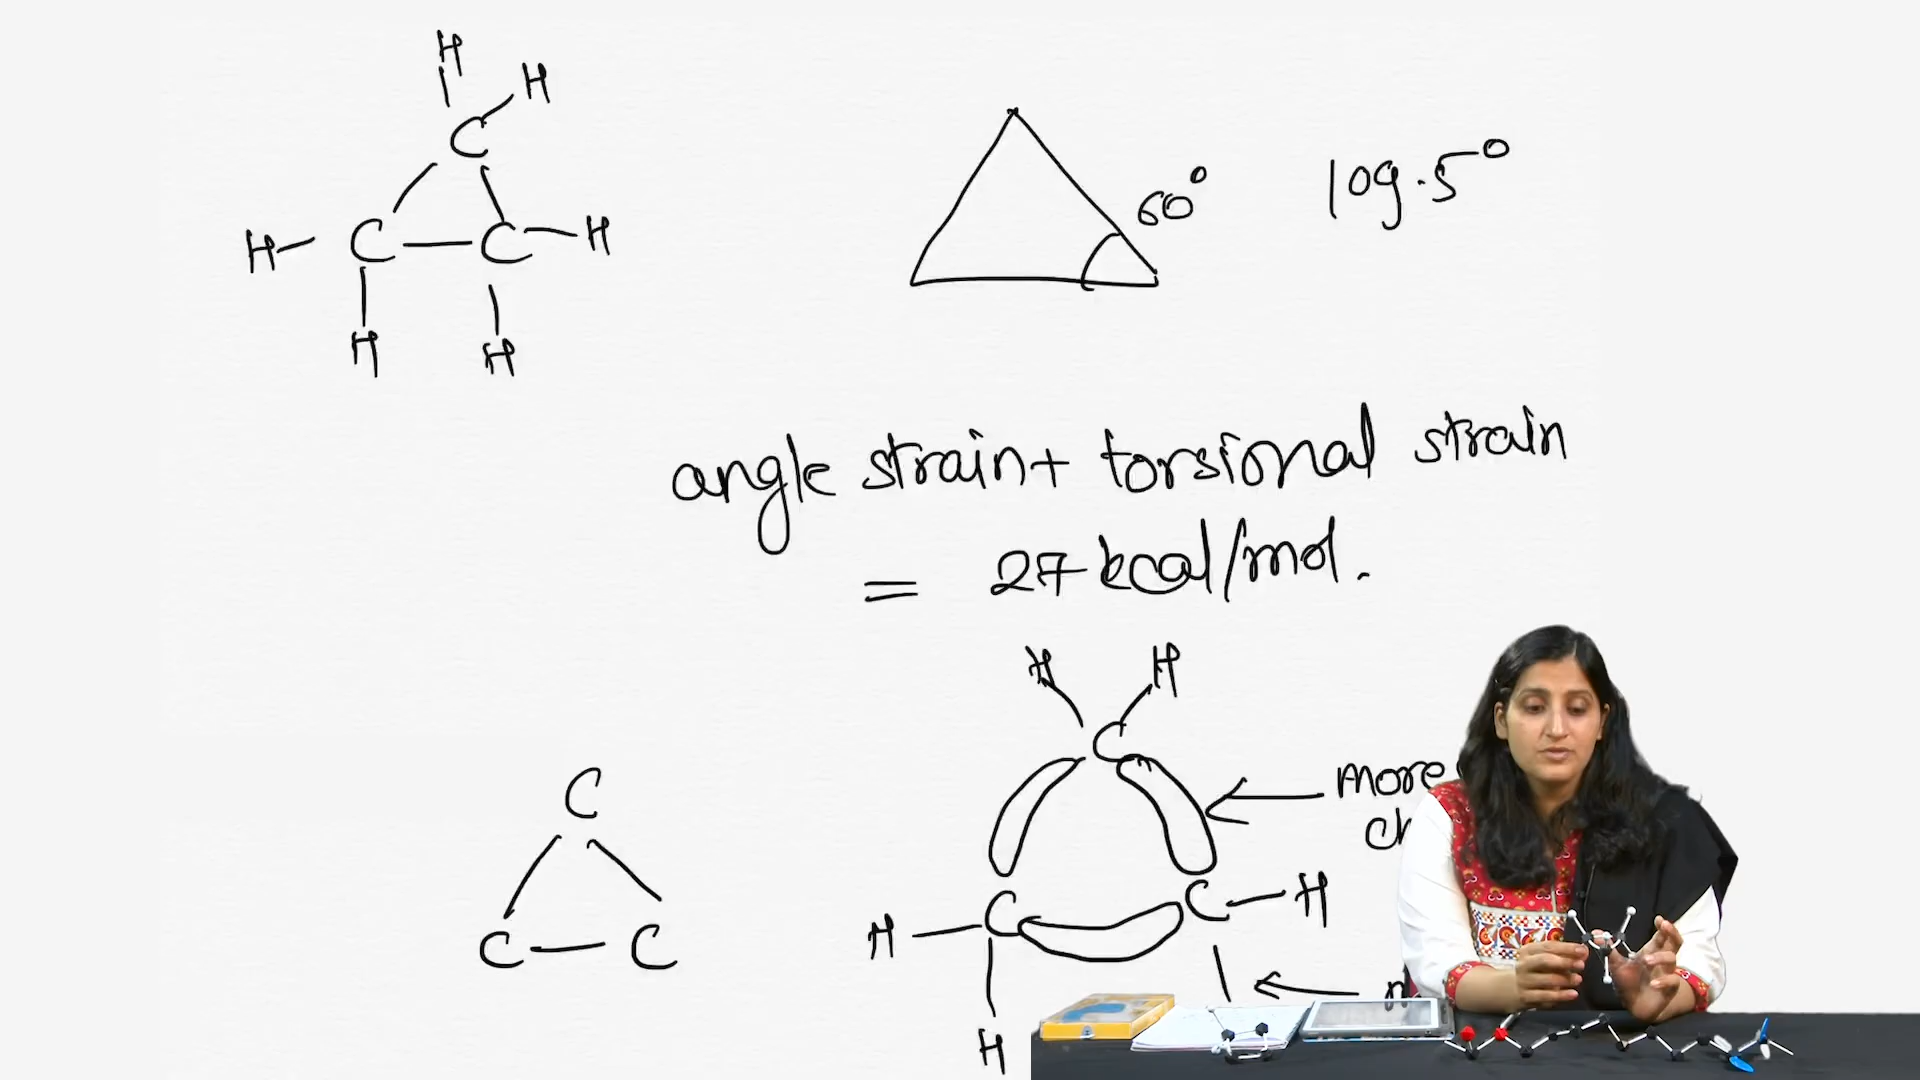 H
H
C
H C C H
H H
60°
109.5°
angle strain + torsional strain
= 27 kcal/mol.
H H
C
more
C
C C
C C H
H
H